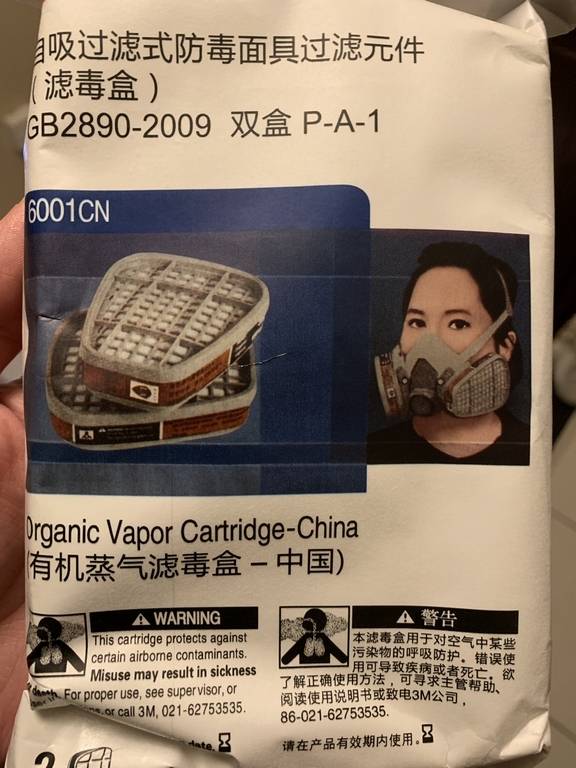 自吸过滤式防毒面具过滤元件
(滤毒盒)
GB2890-2009 双盒 P-A-1
6001CN
Organic Vapor Cartridge-China
(有机蒸气滤毒盒－中国)
WARNING
This cartridge protects against
certain airborne contaminants.
Misuse may result in sickness
death. For proper use, see supervisor, or
or call 3M, 021-62753535.
date.
2
警告
本滤毒盒用于对空气中某些
污染物的呼吸防护。错误使
用可导致疾病或者死亡。欲
了解正确使用方法，可寻求主管帮助、
阅读使用说明书或致电3M公司，
86-021-62753535.
请在产品有效期内使用。